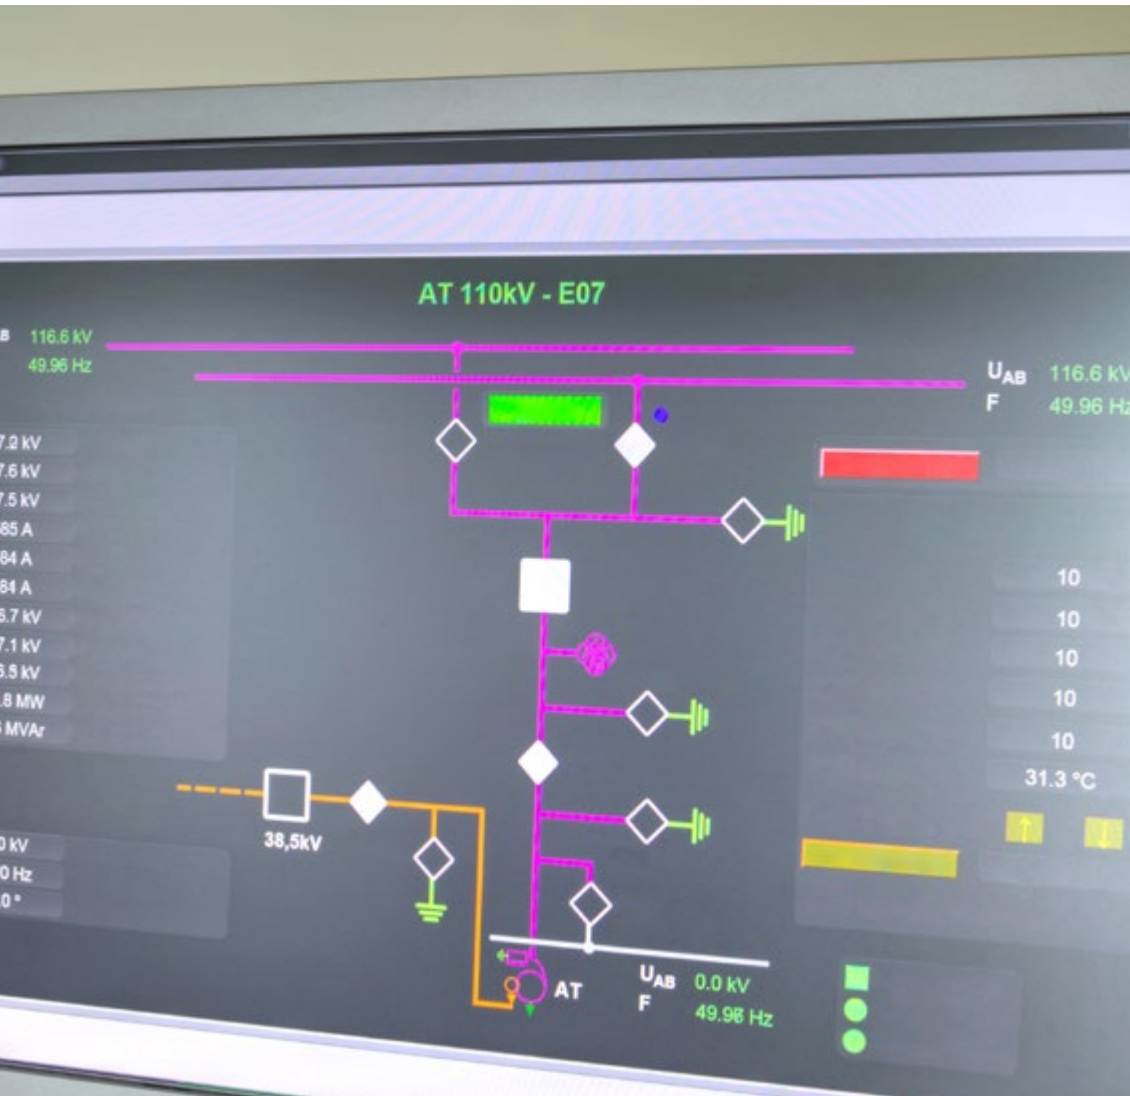 AT 110kV - E07
B 116.6 kV
49.96 Hz
UAB 116.6 kV
F 49.96 Hz
7.2 kV
7.6 kV
7.5 kV
85 A
84 A
84 A
6.7 kV
7.1 kV
6.5 kV
.8 MW
MVAr
10
10
10
10
10
31.3 °C
38,5kV
0 kV
0 Hz
.0 °
AT
UAB 0.0 kV
F 49.96 Hz